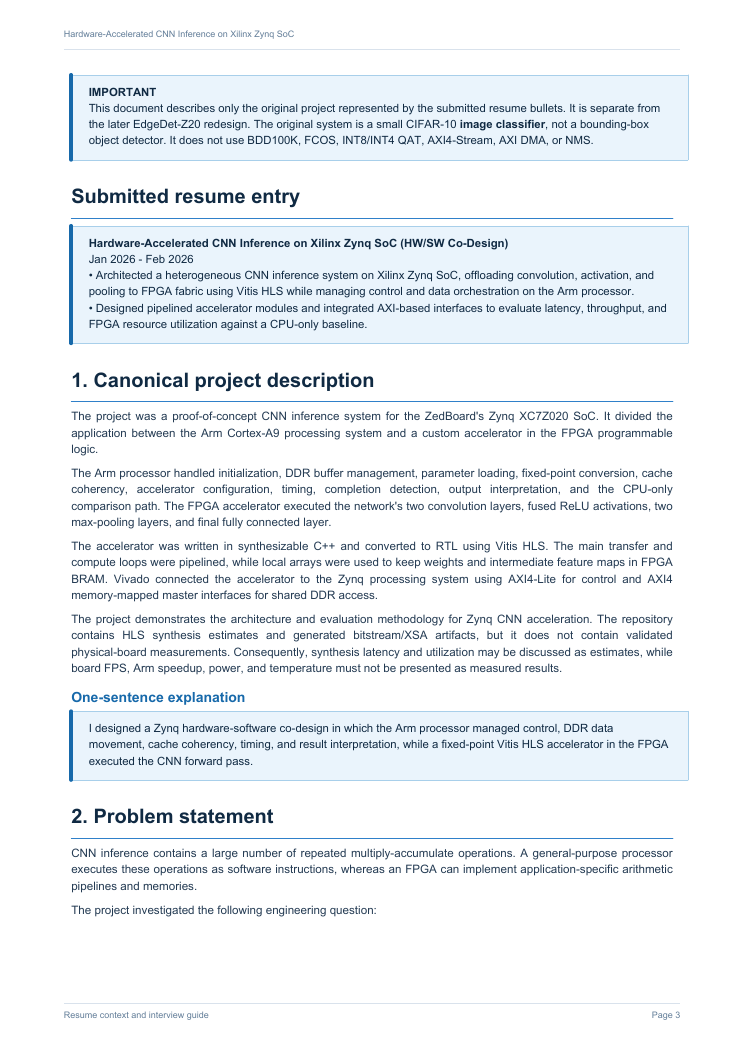 Hardware-Accelerated CNN Inference on Xilinx Zynq SoC
IMPORTANT
This document describes only the original project represented by the submitted resume bullets. It is separate from
the later EdgeDet-Z20 redesign. The original system is a small CIFAR-10 image classifier, not a bounding-box
object detector. It does not use BDD100K, FCOS, INT8/INT4 QAT, AXI4-Stream, AXI DMA, or NMS.
Submitted resume entry
Hardware-Accelerated CNN Inference on Xilinx Zynq SoC (HW/SW Co-Design)
Jan 2026 - Feb 2026
• Architected a heterogeneous CNN inference system on Xilinx Zynq SoC, offloading convolution, activation, and
pooling to FPGA fabric using Vitis HLS while managing control and data orchestration on the Arm processor.
• Designed pipelined accelerator modules and integrated AXI-based interfaces to evaluate latency, throughput, and
FPGA resource utilization against a CPU-only baseline.
1. Canonical project description
The project was a proof-of-concept CNN inference system for the ZedBoard's Zynq XC7Z020 SoC. It divided the
application between the Arm Cortex-A9 processing system and a custom accelerator in the FPGA programmable
logic.
The Arm processor handled initialization, DDR buffer management, parameter loading, fixed-point conversion, cache
coherency, accelerator configuration, timing, completion detection, output interpretation, and the CPU-only
comparison path. The FPGA accelerator executed the network's two convolution layers, fused ReLU activations, two
max-pooling layers, and final fully connected layer.
The accelerator was written in synthesizable C++ and converted to RTL using Vitis HLS. The main transfer and
compute loops were pipelined, while local arrays were used to keep weights and intermediate feature maps in FPGA
BRAM. Vivado connected the accelerator to the Zynq processing system using AXI4-Lite for control and AXI4
memory-mapped master interfaces for shared DDR access.
The project demonstrates the architecture and evaluation methodology for Zynq CNN acceleration. The repository
contains HLS synthesis estimates and generated bitstream/XSA artifacts, but it does not contain validated
physical-board measurements. Consequently, synthesis latency and utilization may be discussed as estimates, while
board FPS, Arm speedup, power, and temperature must not be presented as measured results.
One-sentence explanation
I designed a Zynq hardware-software co-design in which the Arm processor managed control, DDR data
movement, cache coherency, timing, and result interpretation, while a fixed-point Vitis HLS accelerator in the FPGA
executed the CNN forward pass.
2. Problem statement
CNN inference contains a large number of repeated multiply-accumulate operations. A general-purpose processor
executes these operations as software instructions, whereas an FPGA can implement application-specific arithmetic
pipelines and memories.
The project investigated the following engineering question:
Resume context and interview guide
Page 3